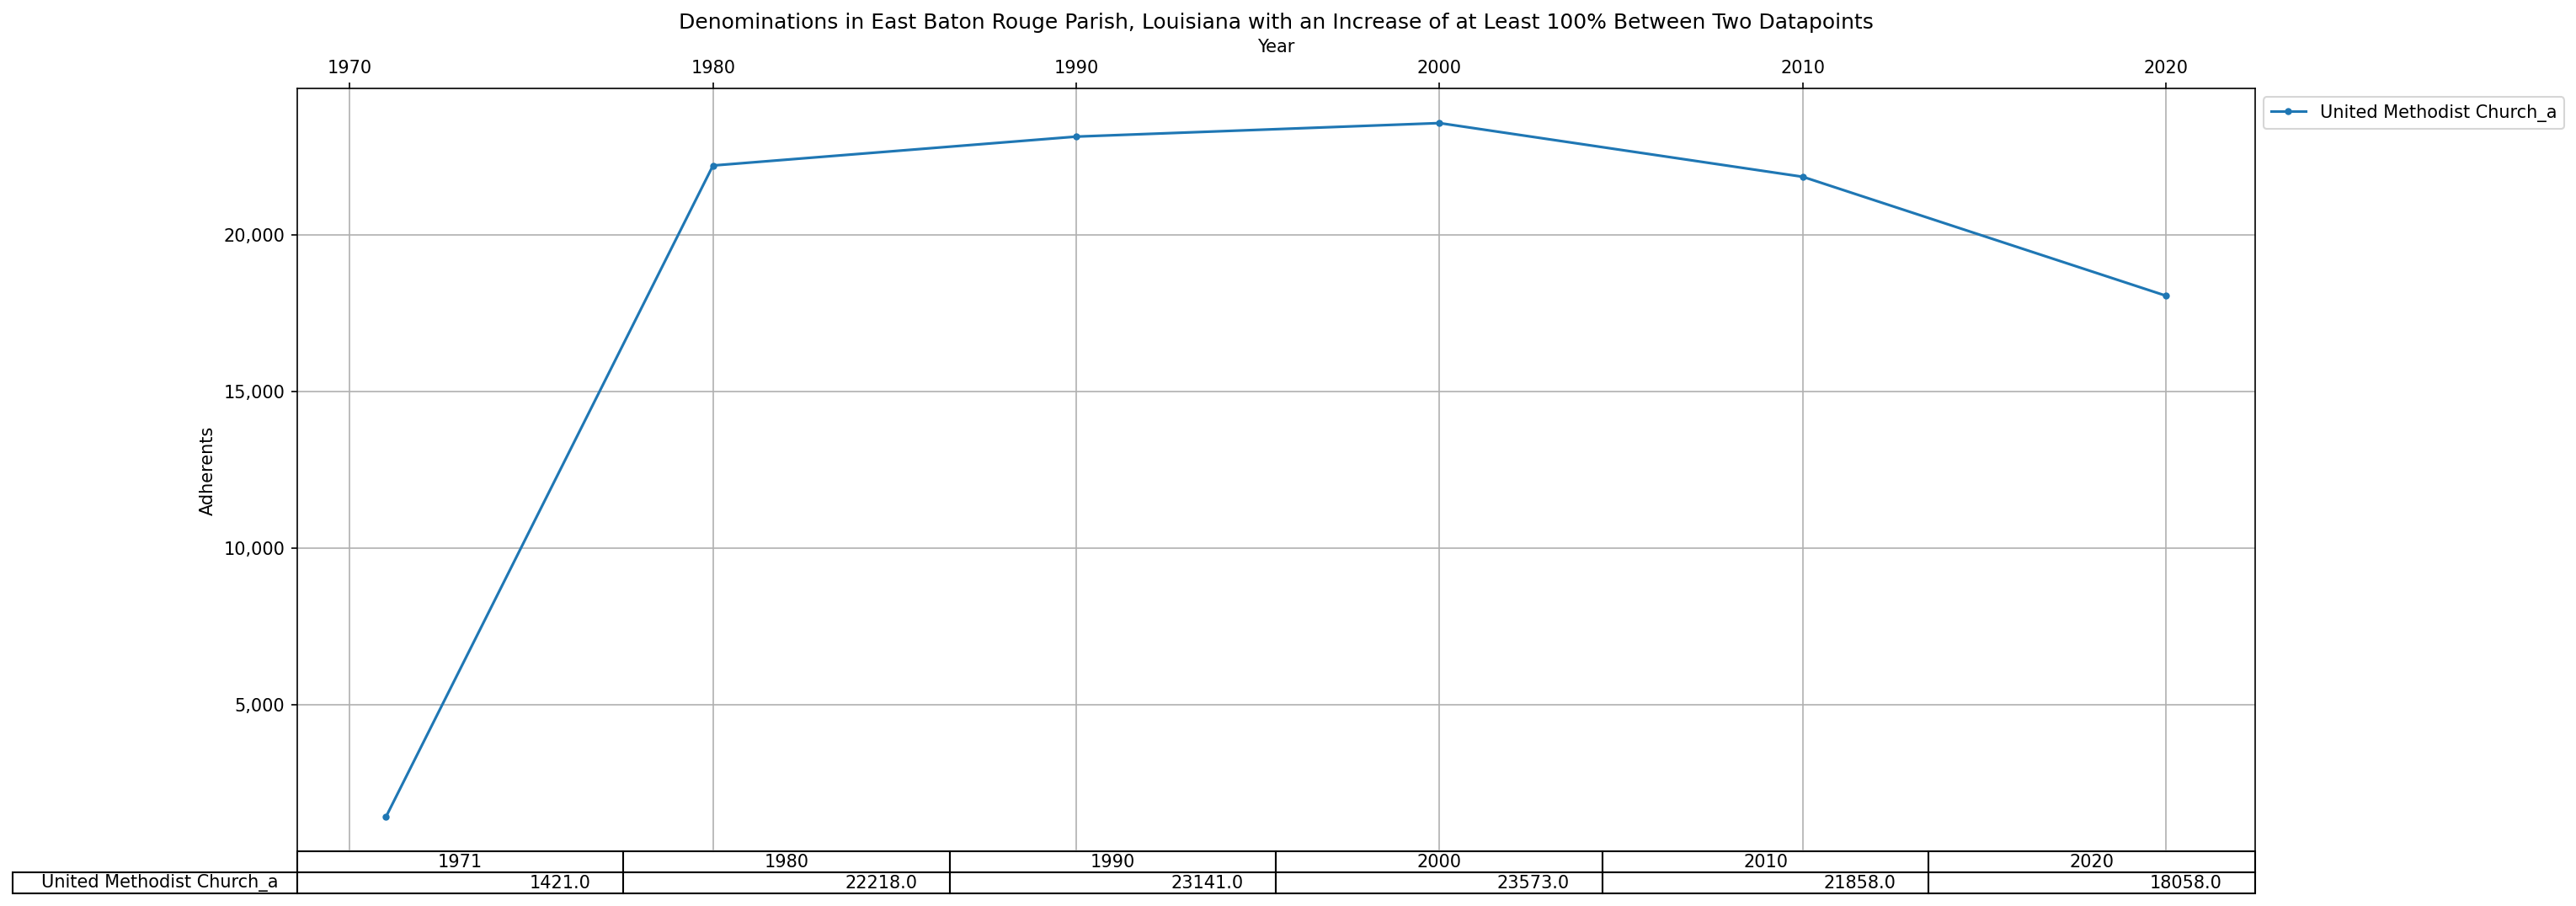 Denominations in East Baton Rouge Parish, Louisiana with an Increase of at Least 100% Between Two Datapoints
Year
1970 1980 1990 2000 2010 2020
United Methodist Church_a
20,000
15,000
Adherents
10,000
5,000
1971 1980 1990 2000 2010 2020
United Methodist Church_a 1421.0 22218.0 23141.0 23573.0 21858.0 18058.0